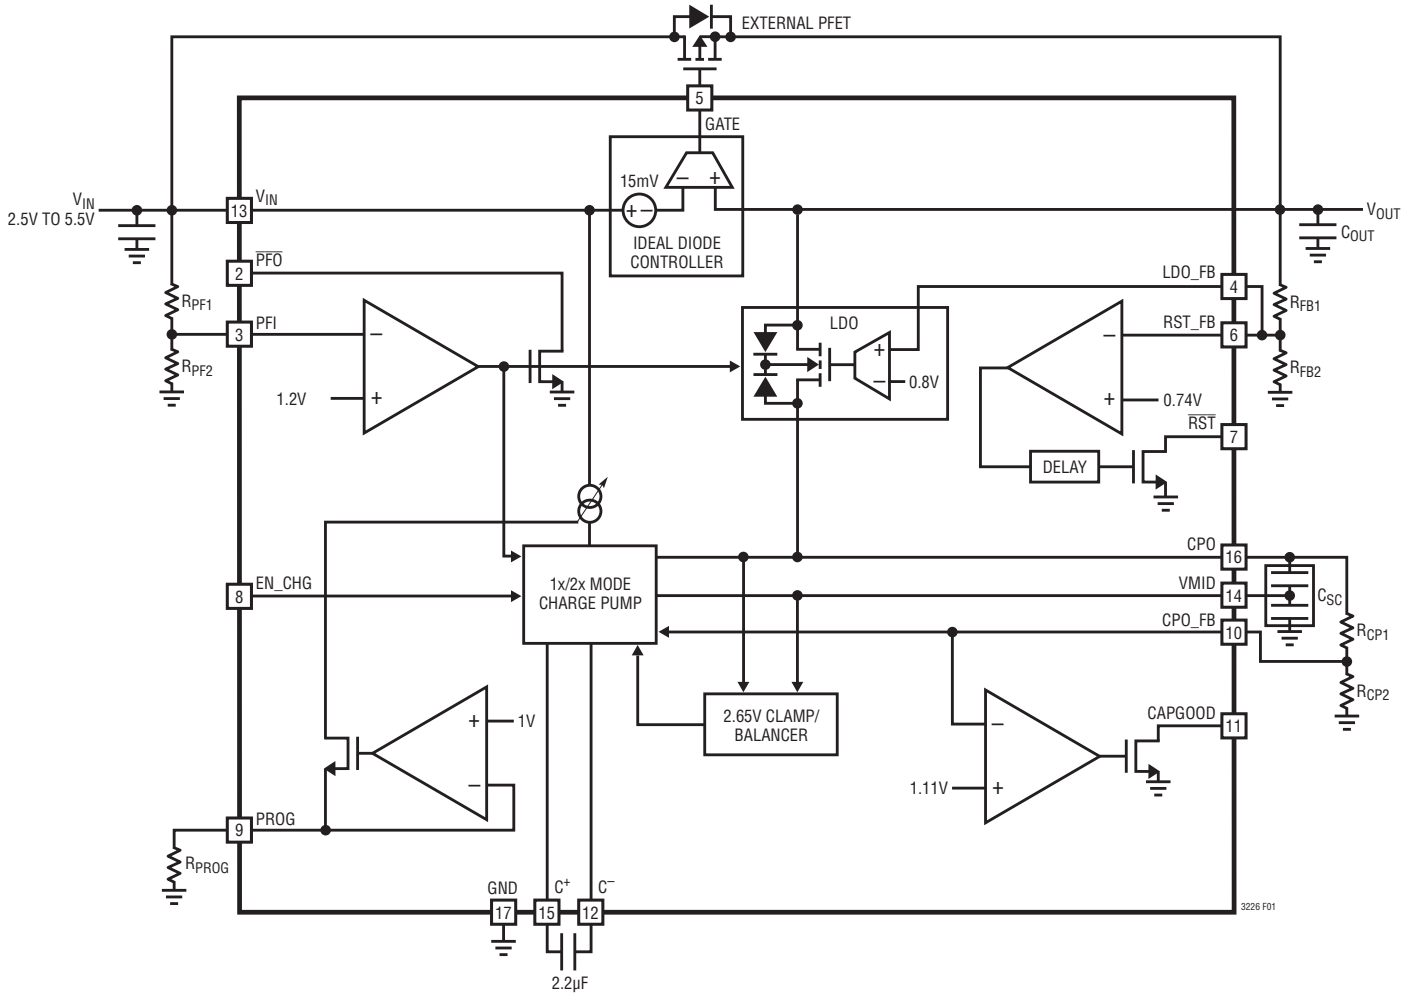 EXTERNAL PFET
5
GATE
15mV
− +
+ −
IDEAL DIODE
CONTROLLER
VIN
2.5V TO 5.5V
13
VIN
VOUT
COUT
2
PFO
RPF1
3
PFI
RPF2
−
+
1.2V
LDO
+
−
0.8V
LDO_FB
4
RST_FB
6
RFB1
RFB2
−
+
0.74V
RST
7
DELAY
8
EN_CHG
1x/2x MODE
CHARGE PUMP
CPO
16
VMID
14
CSC
CPO_FB
10
RCP1
RCP2
2.65V CLAMP/
BALANCER
+
1V
−
−
1.11V
+
CAPGOOD
11
9
PROG
RPROG
GND
17
C+
15
C−
12
2.2µF
3226 F01